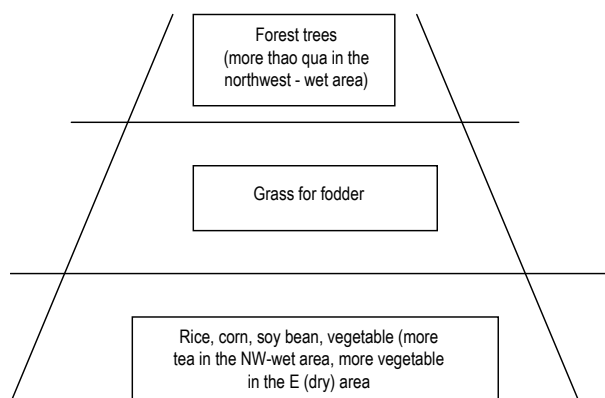 Forest trees
(more thao qua in the
northwest - wet area)
Grass for fodder
Rice, corn, soy bean, vegetable (more
tea in the NW-wet area, more vegetable
in the E (dry) area